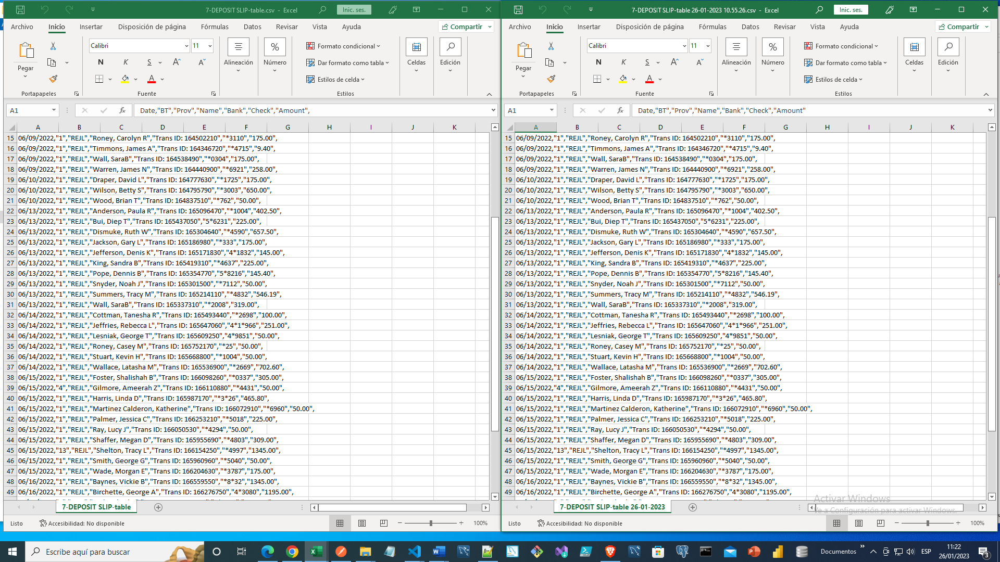 7-DEPOSIT SLIP-table.csv - Excel
Inic. ses.
Archivo Inicio Insertar Disposición de página Fórmulas Datos Revisar Vista Ayuda Compartir
Calibri 11
Pegar
N K S A A
A
Alineación Número
%
Formato condicional
Dar formato como tabla
Estilos de celda
Celdas Edición
Portapapeles Fuente Estilos
A1 fx Date,"BT","Prov","Name","Bank","Check","Amount",
A B C D E F G H I J K
15 06/09/2022,"1","REJL","Roney, Carolyn R","Trans ID: 164502210","*3110","175.00",
16 06/09/2022,"1","REJL","Timmons, James A","Trans ID: 164346720","*4715","9.40",
17 06/09/2022,"1","REJL","Wall, SaraB","Trans ID: 164538490","*0304","175.00",
18 06/09/2022,"1","REJL","Warren, James N","Trans ID: 164440900","*6921","258.00",
19 06/10/2022,"1","REJL","Draper, David L","Trans ID: 164777630","*1725","175.00",
20 06/10/2022,"1","REJL","Wilson, Betty S","Trans ID: 164795790","*3003","650.00",
21 06/10/2022,"1","REJL","Wood, Brian T","Trans ID: 164837510","*762","50.00",
22 06/13/2022,"1","REJL","Anderson, Paula R","Trans ID: 165096470","*1004","402.50",
23 06/13/2022,"1","REJL","Bui, Diep T","Trans ID: 165437050","5*6231","225.00",
24 06/13/2022,"1","REJL","Dismuke, Ruth W","Trans ID: 165304640","*4590","657.50",
25 06/13/2022,"1","REJL","Jackson, Gary L","Trans ID: 165186980","*333","175.00",
26 06/13/2022,"1","REJL","Jefferson, Denis K","Trans ID: 165171830","4*1832","145.00",
27 06/13/2022,"1","REJL","King, Sandra B","Trans ID: 165419310","*4637","225.00",
28 06/13/2022,"1","REJL","Pope, Dennis B","Trans ID: 165354770","5*8216","145.40",
29 06/13/2022,"1","REJL","Snyder, Noah J","Trans ID: 165301500","*7112","50.00",
30 06/13/2022,"1","REJL","Summers, Tracy M","Trans ID: 165214110","*4832","546.19",
31 06/13/2022,"1","REJL","Wall, SaraB","Trans ID: 165337310","*2008","319.00",
32 06/14/2022,"1","REJL","Cottman, Tanesha R","Trans ID: 165493440","*2698","100.00",
33 06/14/2022,"1","REJL","Jeffries, Rebecca L","Trans ID: 165647060","4*1*966","251.00",
34 06/14/2022,"1","REJL","Lesniak, George T","Trans ID: 165609250","4*9851","50.00",
35 06/14/2022,"1","REJL","Roney, Casey M","Trans ID: 165752170","*25","50.00",
36 06/14/2022,"1","REJL","Stuart, Kevin H","Trans ID: 165668800","*1004","50.00",
37 06/14/2022,"1","REJL","Wallace, Latasha M","Trans ID: 165536900","*2669","702.60",
38 06/15/2022,"1","REJL","Foster, Shalishah B","Trans ID: 166098260","*0337","305.00",
39 06/15/2022,"4","REJL","Gilmore, Ameerah Z","Trans ID: 166110880","*4431","50.00",
40 06/15/2022,"1","REJL","Harris, Linda D","Trans ID: 165987170","*3*26","465.80",
41 06/15/2022,"1","REJL","Martinez Calderon, Katherine","Trans ID: 166072910","*6960","50.00",
42 06/15/2022,"1","REJL","Palmer, Jessica C","Trans ID: 166253210","*5018","225.00",
43 06/15/2022,"1","REJL","Ray, Lucy J","Trans ID: 166050530","*4294","50.00",
44 06/15/2022,"1","REJL","Shaffer, Megan D","Trans ID: 165955690","*4803","309.00",
45 06/15/2022,"13","REJL","Shelton, Tracy L","Trans ID: 166154250","*4997","1345.00",
46 06/15/2022,"1","REJL","Smith, George G","Trans ID: 165960960","*5040","50.00",
47 06/15/2022,"1","REJL","Wade, Morgan E","Trans ID: 166204630","*3787","175.00",
48 06/16/2022,"1","REJL","Baynes, Vickie B","Trans ID: 166559550","*8*32","1345.00",
49 06/16/2022,"1","REJL","Birchette, George A","Trans ID: 166276750","4*3080","1195.00",
7-DEPOSIT SLIP-table
Listo Accesibilidad: No disponible 100%
7-DEPOSIT SLIP-table 26-01-2023 10.55.26.csv - Excel
Inic. ses.
Archivo Inicio Insertar Disposición de página Fórmulas Datos Revisar Vista Ayuda Compartir
Calibri 11
Pegar
N K S A A
A
Alineación Número
%
Formato condicional
Dar formato como tabla
Estilos de celda
Celdas Edición
Portapapeles Fuente Estilos
A1 fx Date,"BT","Prov","Name","Bank","Check","Amount"
A B C D E F G H I J K
15 06/09/2022,"1","REJL","Roney, Carolyn R","Trans ID: 164502210","*3110","175.00",
16 06/09/2022,"1","REJL","Timmons, James A","Trans ID: 164346720","*4715","9.40",
17 06/09/2022,"1","REJL","Wall, SaraB","Trans ID: 164538490","*0304","175.00",
18 06/09/2022,"1","REJL","Warren, James N","Trans ID: 164440900","*6921","258.00",
19 06/10/2022,"1","REJL","Draper, David L","Trans ID: 164777630","*1725","175.00",
20 06/10/2022,"1","REJL","Wilson, Betty S","Trans ID: 164795790","*3003","650.00",
21 06/10/2022,"1","REJL","Wood, Brian T","Trans ID: 164837510","*762","50.00",
22 06/13/2022,"1","REJL","Anderson, Paula R","Trans ID: 165096470","*1004","402.50",
23 06/13/2022,"1","REJL","Bui, Diep T","Trans ID: 165437050","5*6231","225.00",
24 06/13/2022,"1","REJL","Dismuke, Ruth W","Trans ID: 165304640","*4590","657.50",
25 06/13/2022,"1","REJL","Jackson, Gary L","Trans ID: 165186980","*333","175.00",
26 06/13/2022,"1","REJL","Jefferson, Denis K","Trans ID: 165171830","4*1832","145.00",
27 06/13/2022,"1","REJL","King, Sandra B","Trans ID: 165419310","*4637","225.00",
28 06/13/2022,"1","REJL","Pope, Dennis B","Trans ID: 165354770","5*8216","145.40",
29 06/13/2022,"1","REJL","Snyder, Noah J","Trans ID: 165301500","*7112","50.00",
30 06/13/2022,"1","REJL","Summers, Tracy M","Trans ID: 165214110","*4832","546.19",
31 06/13/2022,"1","REJL","Wall, SaraB","Trans ID: 165337310","*2008","319.00",
32 06/14/2022,"1","REJL","Cottman, Tanesha R","Trans ID: 165493440","*2698","100.00",
33 06/14/2022,"1","REJL","Jeffries, Rebecca L","Trans ID: 165647060","4*1*966","251.00",
34 06/14/2022,"1","REJL","Lesniak, George T","Trans ID: 165609250","4*9851","50.00",
35 06/14/2022,"1","REJL","Roney, Casey M","Trans ID: 165752170","*25","50.00",
36 06/14/2022,"1","REJL","Stuart, Kevin H","Trans ID: 165668800","*1004","50.00",
37 06/14/2022,"1","REJL","Wallace, Latasha M","Trans ID: 165536900","*2669","702.60",
38 06/15/2022,"1","REJL","Foster, Shalishah B","Trans ID: 166098260","*0337","305.00",
39 06/15/2022,"4","REJL","Gilmore, Ameerah Z","Trans ID: 166110880","*4431","50.00",
40 06/15/2022,"1","REJL","Harris, Linda D","Trans ID: 165987170","*3*26","465.80",
41 06/15/2022,"1","REJL","Martinez Calderon, Katherine","Trans ID: 166072910","*6960","50.00",
42 06/15/2022,"1","REJL","Palmer, Jessica C","Trans ID: 166253210","*5018","225.00",
43 06/15/2022,"1","REJL","Ray, Lucy J","Trans ID: 166050530","*4294","50.00",
44 06/15/2022,"1","REJL","Shaffer, Megan D","Trans ID: 165955690","*4803","309.00",
45 06/15/2022,"13","REJL","Shelton, Tracy L","Trans ID: 166154250","*4997","1345.00",
46 06/15/2022,"1","REJL","Smith, George G","Trans ID: 165960960","*5040","50.00",
47 06/15/2022,"1","REJL","Wade, Morgan E","Trans ID: 166204630","*3787","175.00",
48 06/16/2022,"1","REJL","Baynes, Vickie B","Trans ID: 166559550","*8*32","1345.00",
49 06/16/2022,"1","REJL","Birchette, George A","Trans ID: 166276750","4*3080","1195.00",
Activar Windows
Ve a Configuración para activar Windows.
7-DEPOSIT SLIP-table 26-01-2023
Listo Accesibilidad: No disponible 100%
Escribe aquí para buscar
Documentos ESP 11:22
26/01/2023
3